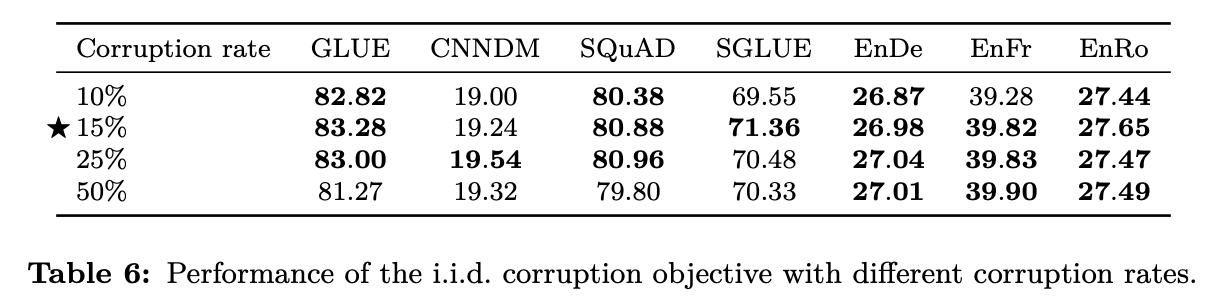 Corruption rate GLUE CNNDM SQuAD SGLUE EnDe EnFr EnRo
10% 82.82 19.00 80.38 69.55 26.87 39.28 27.44
★ 15% 83.28 19.24 80.88 71.36 26.98 39.82 27.65
25% 83.00 19.54 80.96 70.48 27.04 39.83 27.47
50% 81.27 19.32 79.80 70.33 27.01 39.90 27.49
Table 6: Performance of the i.i.d. corruption objective with different corruption rates.